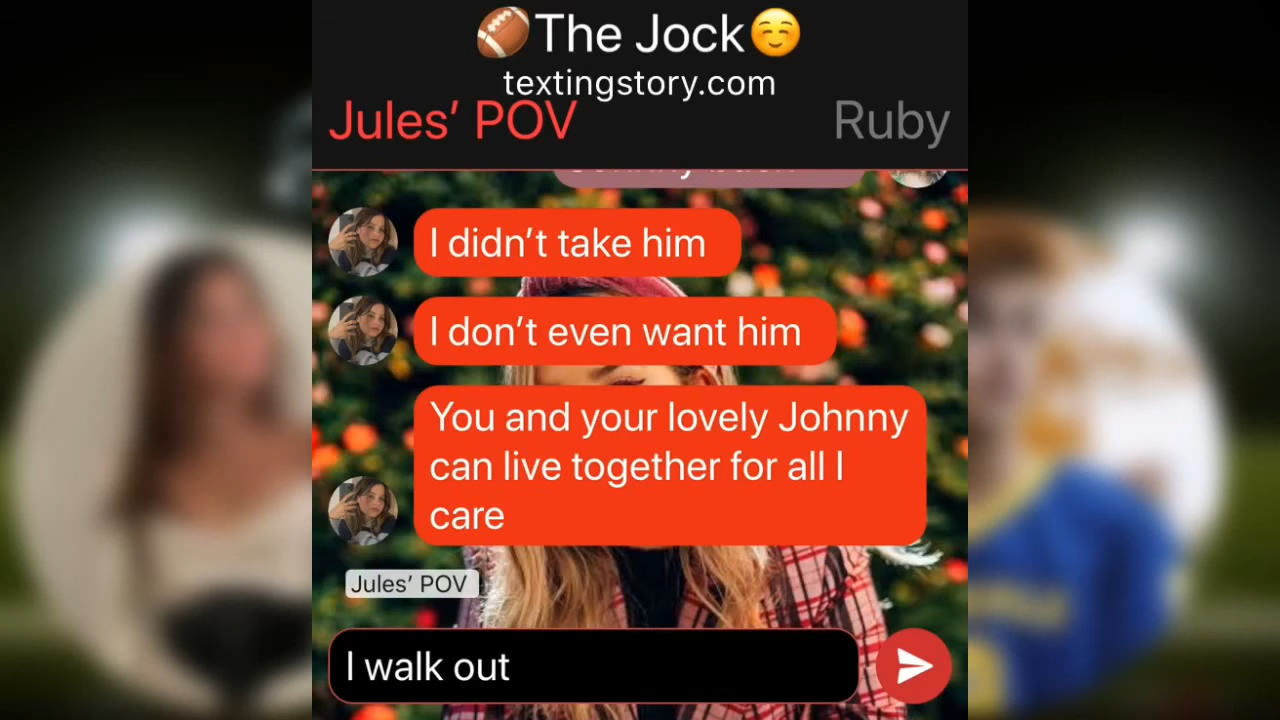 🏈The Jock☺️
textingstory.com
Jules’ POV
Ruby
I didn’t take him
I don’t even want him
You and your lovely Johnny
can live together for all I
care
Jules’ POV
I walk out